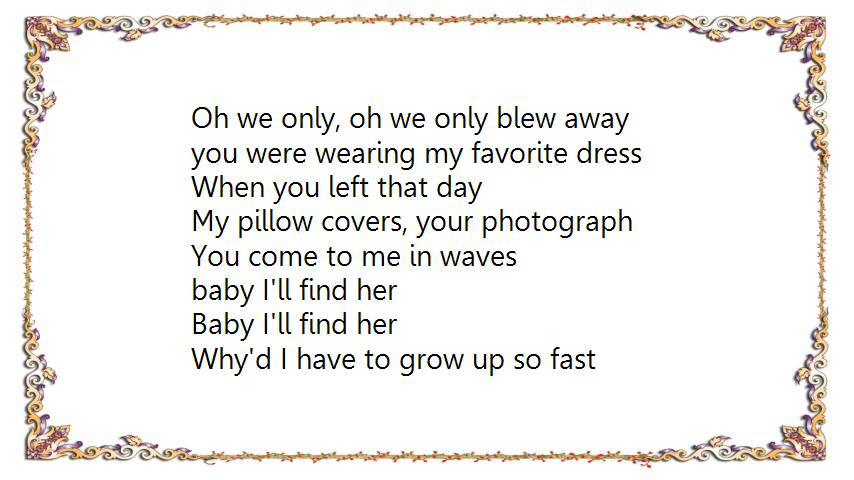 Oh we only, oh we only blew away
you were wearing my favorite dress
When you left that day
My pillow covers, your photograph
You come to me in waves
baby I'll find her
Baby I'll find her
Why'd I have to grow up so fast